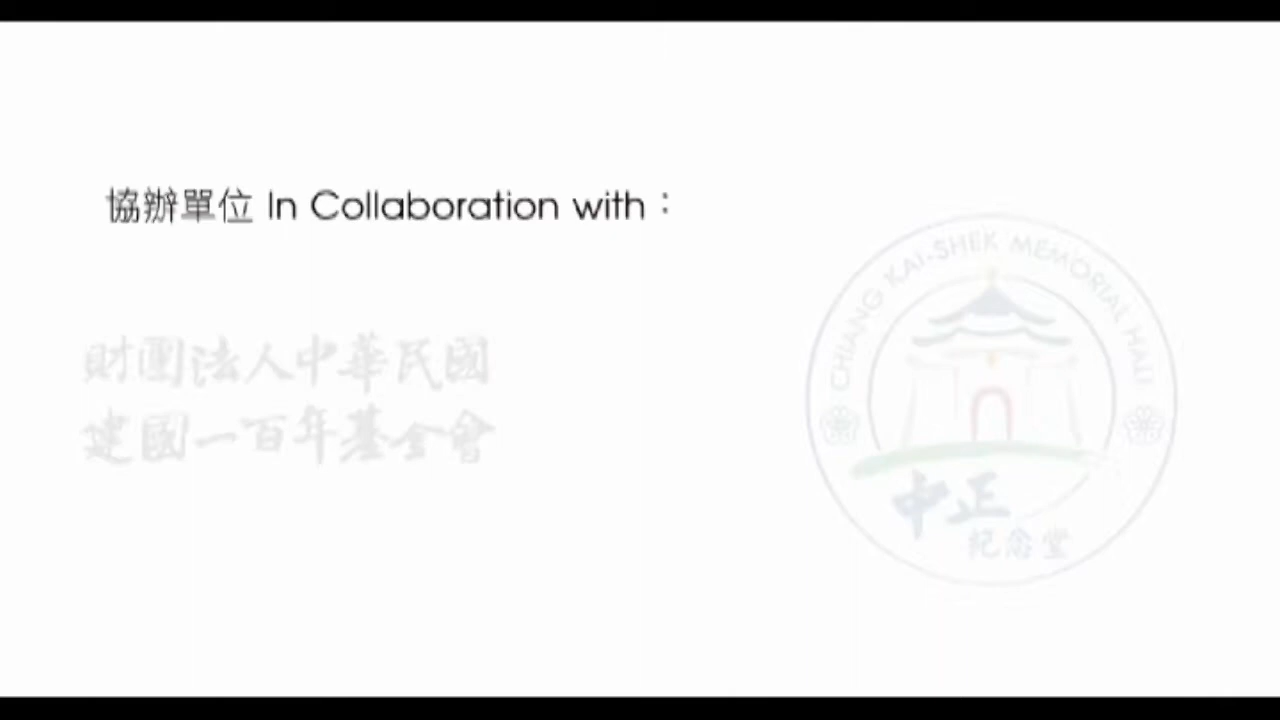 協辦單位 In Collaboration with：
財團法人中華民國
建國一百年基金會
CHIANG KAI-SHEK MEMORIAL HALL
中正
紀念堂